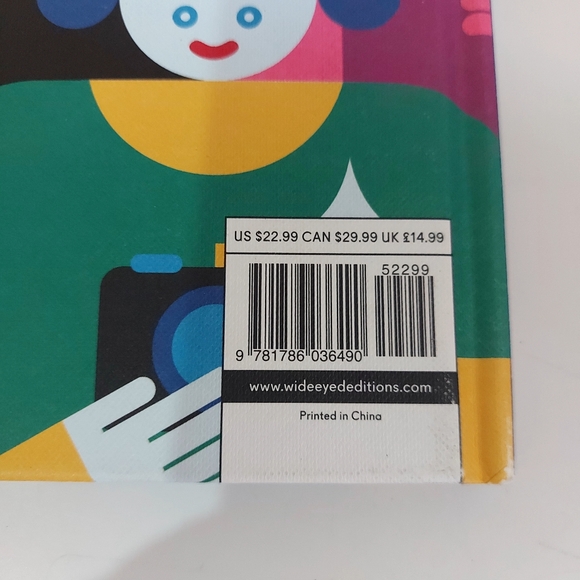 US $22.99 CAN $29.99 UK £14.99
52299
9 781786 036490
www.wideeyededitions.com
Printed in China